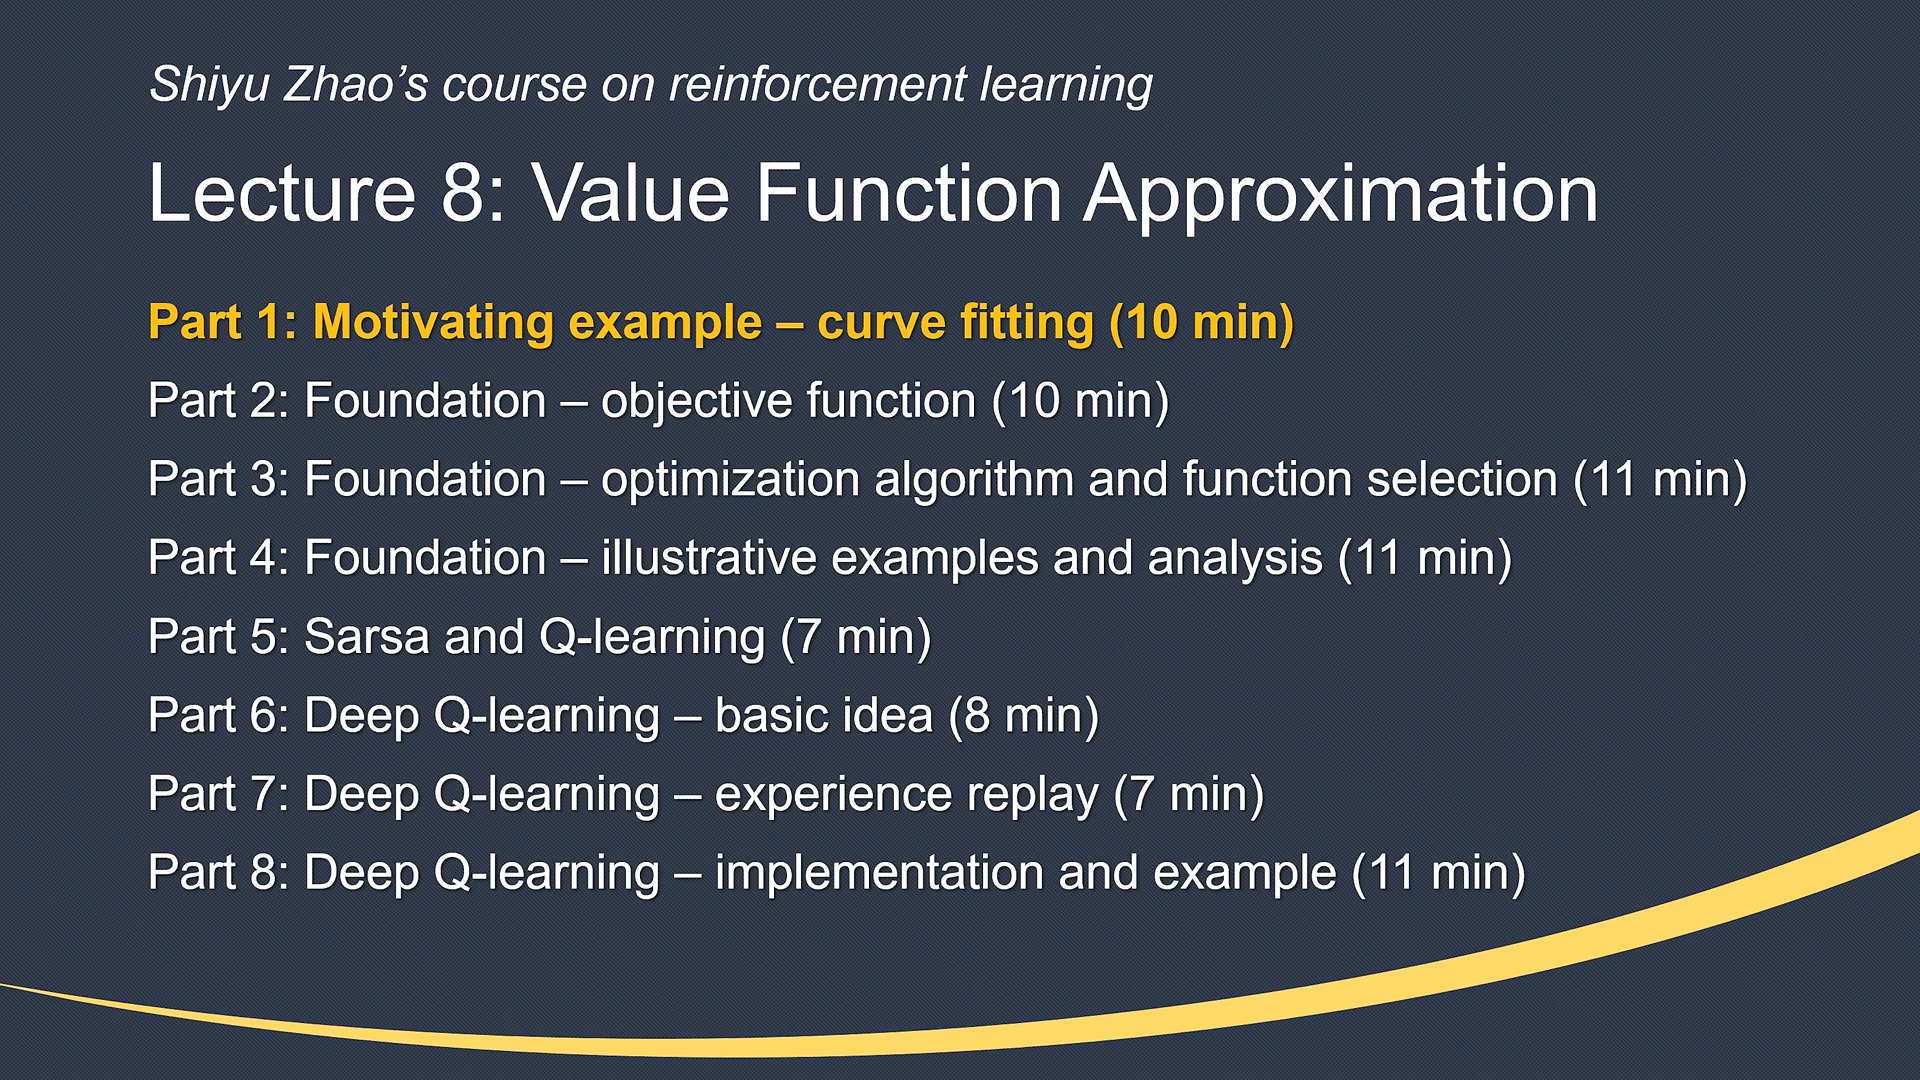 Shiyu Zhao’s course on reinforcement learning
Lecture 8: Value Function Approximation
Part 1: Motivating example – curve fitting (10 min)
Part 2: Foundation – objective function (10 min)
Part 3: Foundation – optimization algorithm and function selection (11 min)
Part 4: Foundation – illustrative examples and analysis (11 min)
Part 5: Sarsa and Q-learning (7 min)
Part 6: Deep Q-learning – basic idea (8 min)
Part 7: Deep Q-learning – experience replay (7 min)
Part 8: Deep Q-learning – implementation and example (11 min)